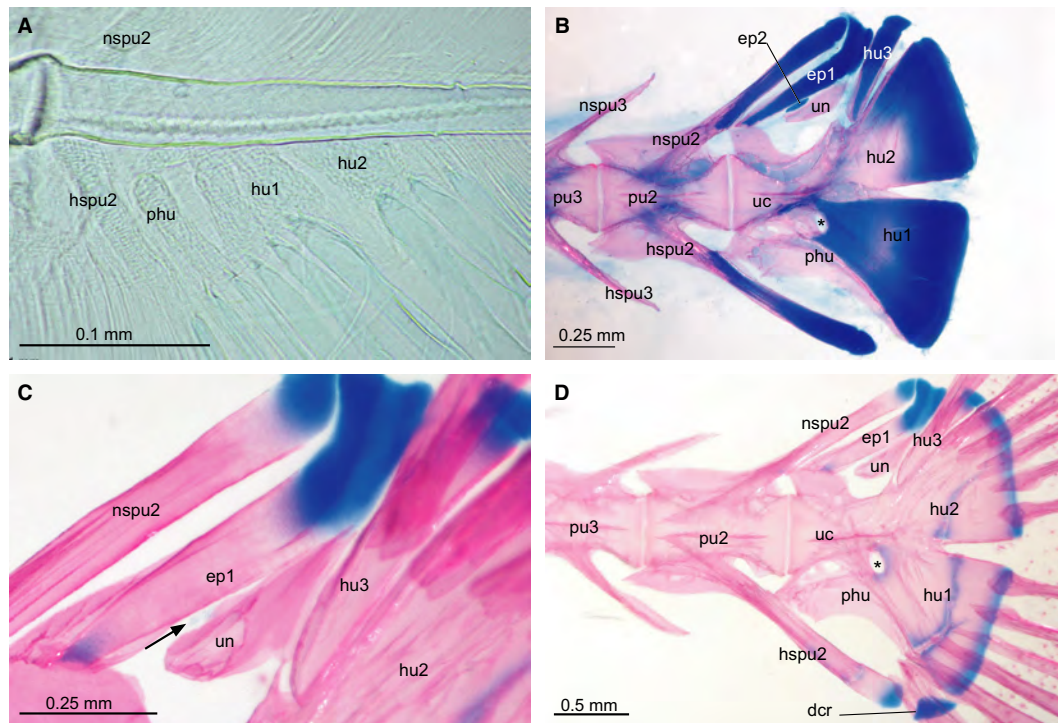 A
nspu2
hspu2
phu
hu1
hu2
0.1 mm
B
ep2
ep1
hu3
un
nspu3
nspu2
hu2
pu3
pu2
uc
*
hu1
hspu2
phu
hspu3
0.25 mm
C
nspu2
ep1
un
hu3
hu2
0.25 mm
D
nspu2
ep1
hu3
un
hu2
pu3
pu2
uc
*
phu
hu1
hspu2
dcr
0.5 mm